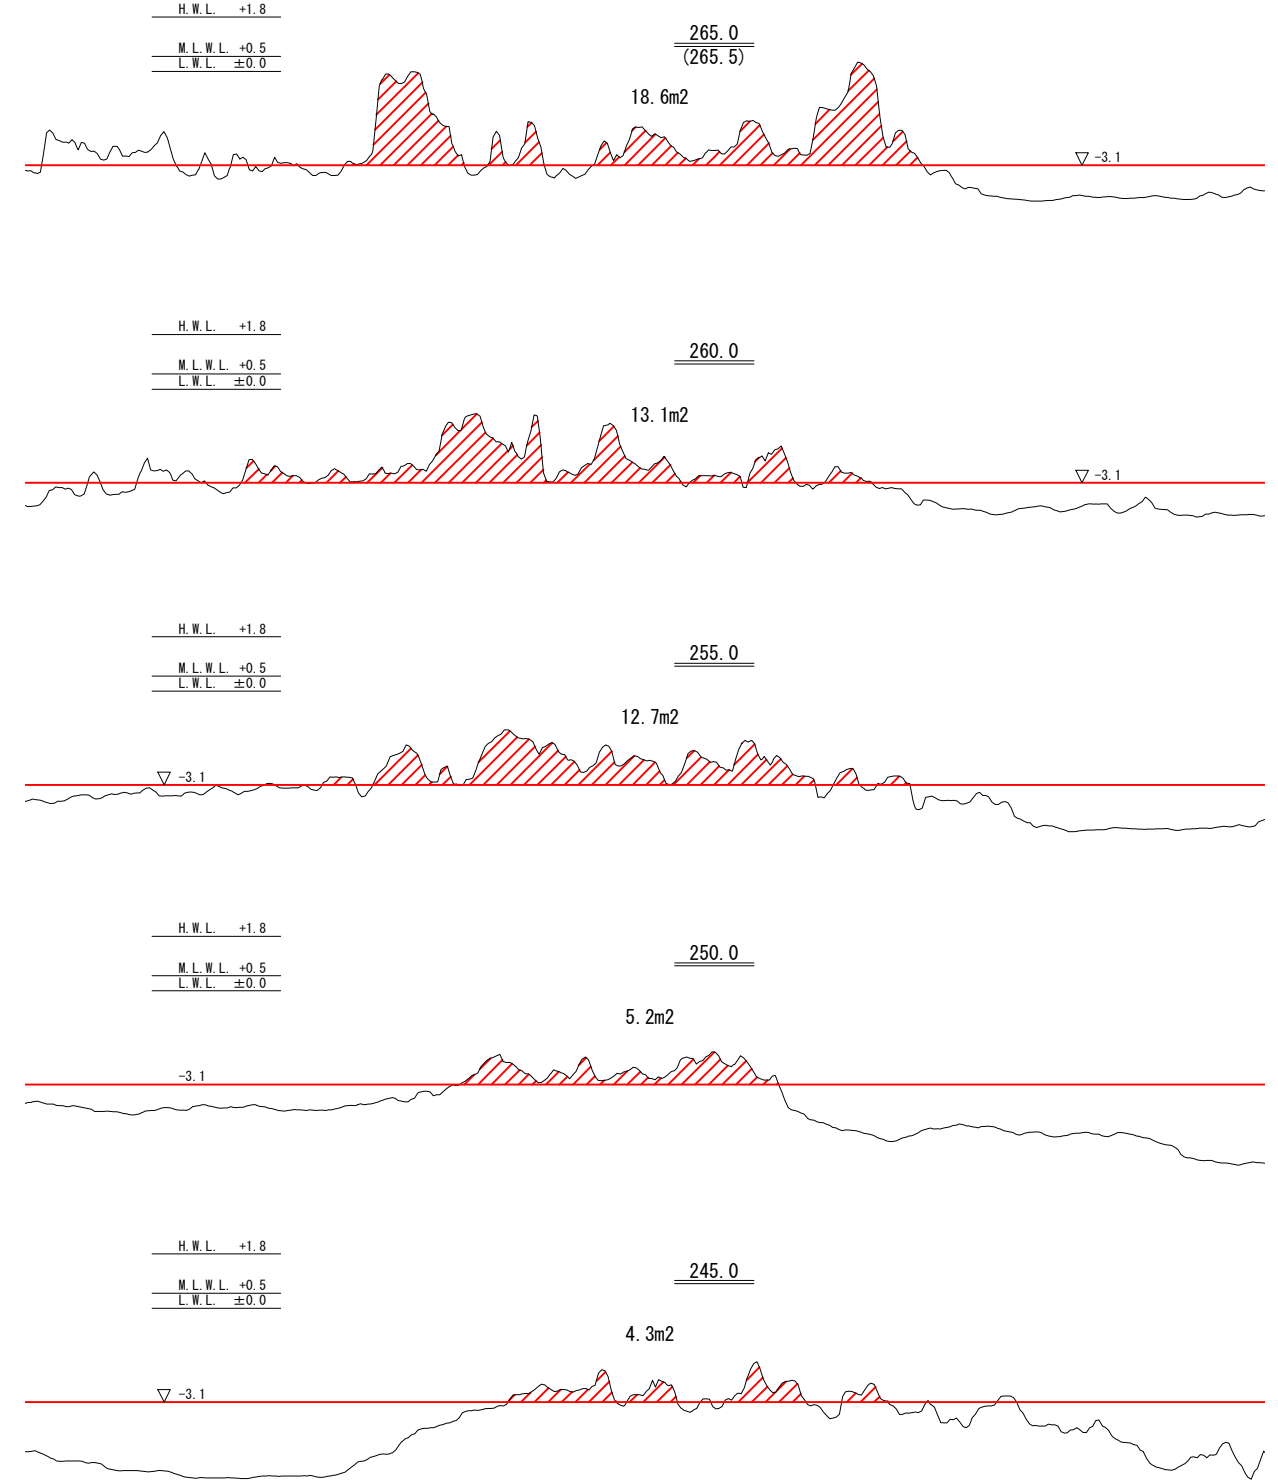 H.W.L. +1.8
265.0
M.L.W.L. +0.5
(265.5)
L.W.L. ±0.0
18.6m2
▽ -3.1
H.W.L. +1.8
260.0
M.L.W.L. +0.5
L.W.L. ±0.0
13.1m2
▽ -3.1
H.W.L. +1.8
255.0
M.L.W.L. +0.5
L.W.L. ±0.0
12.7m2
▽ -3.1
H.W.L. +1.8
250.0
M.L.W.L. +0.5
L.W.L. ±0.0
5.2m2
-3.1
H.W.L. +1.8
245.0
M.L.W.L. +0.5
L.W.L. ±0.0
4.3m2
▽ -3.1